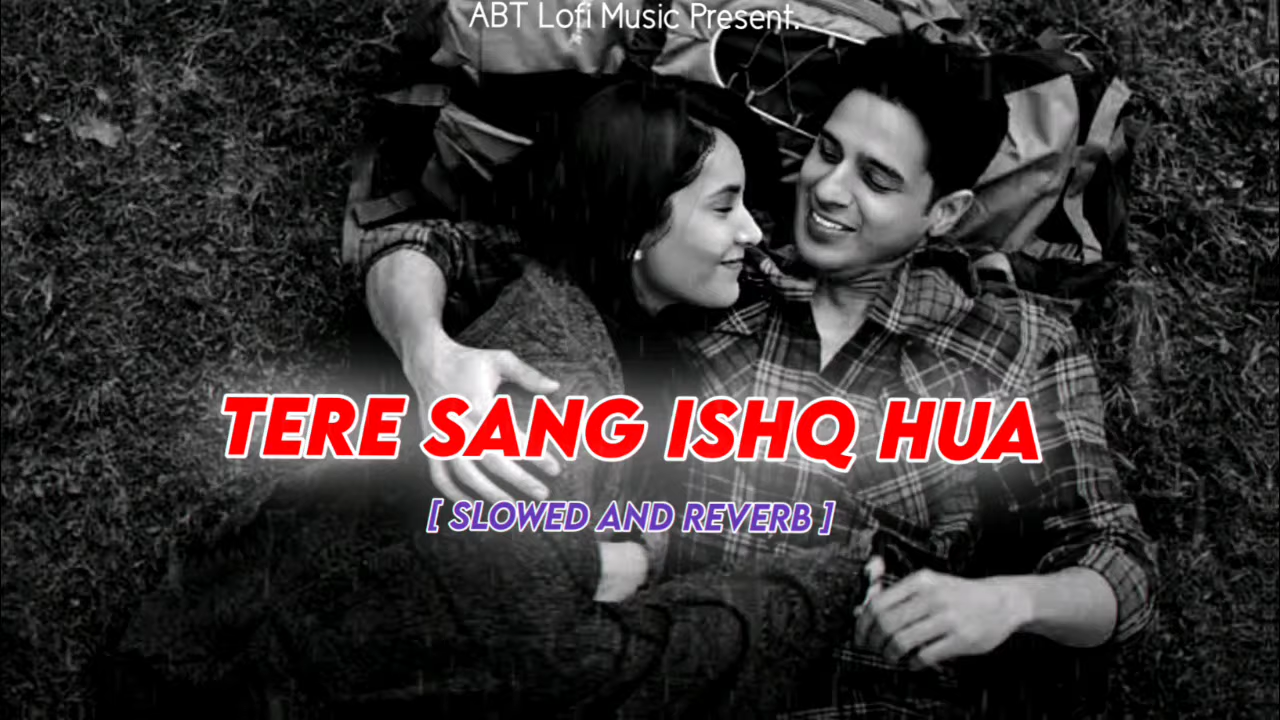 ABT Lofi Music Present.
TERE SANG ISHQ HUA
[ SLOWED AND REVERB ]